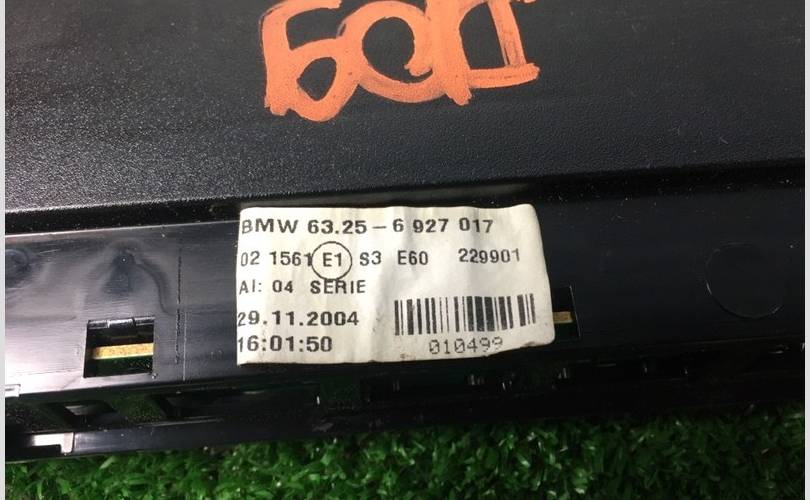 BMW 63.25-6 927 017
02 1561 E1 S3 E60 229901
AI: 04 SERIE
29.11.2004
16:01:50
010499